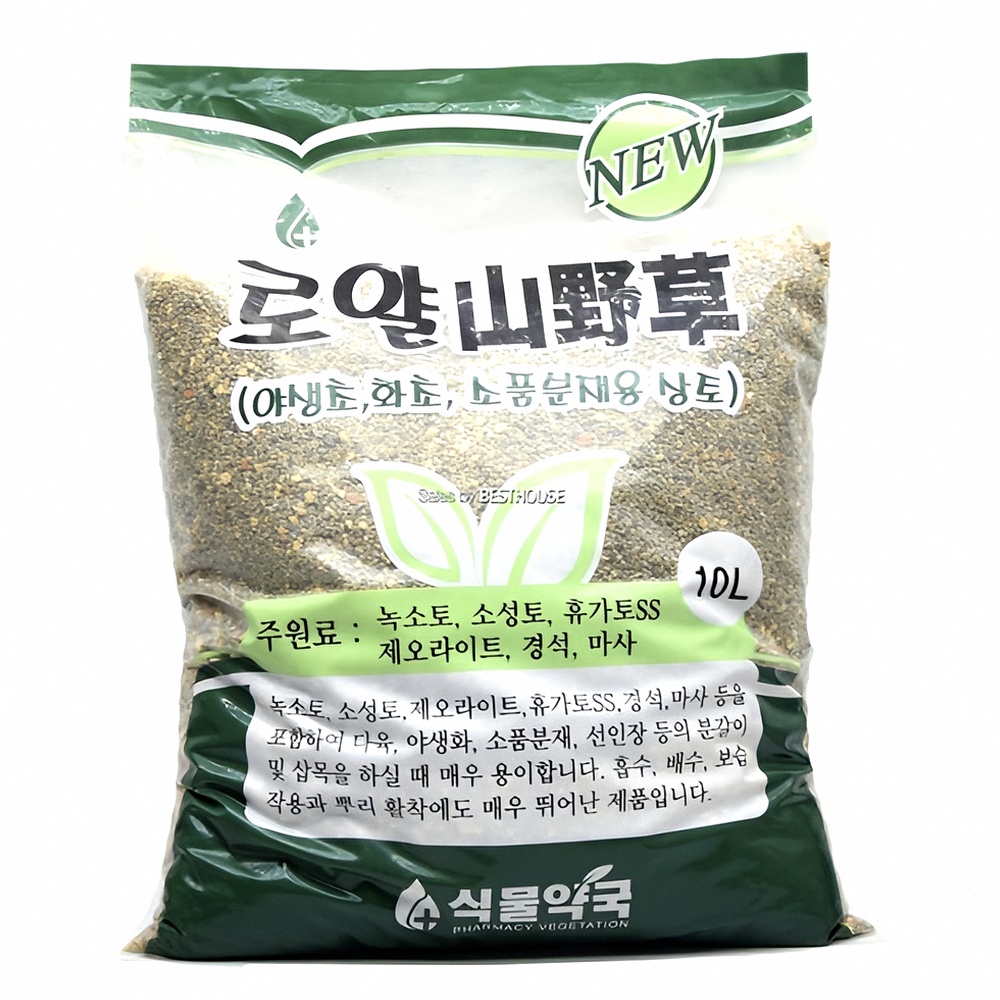 NEW
로얄山野草
(야생초,화초, 소품분재용 상토)
Sales by BESTHOUSE
10L
주원료 : 녹소토, 소성토, 휴가토SS
제오라이트, 경석, 마사
녹소토, 소성토,제오라이트,휴가토SS,경석,마사 등을
포함하여 다육, 야생화, 소품분재, 선인장 등의 분갈이
및 삽목을 하실 때 매우 용이합니다. 흡수, 배수, 보습
작용과 뿌리 활착에도 매우 뛰어난 제품입니다.
식물약국
PHARMACY VEGETATION